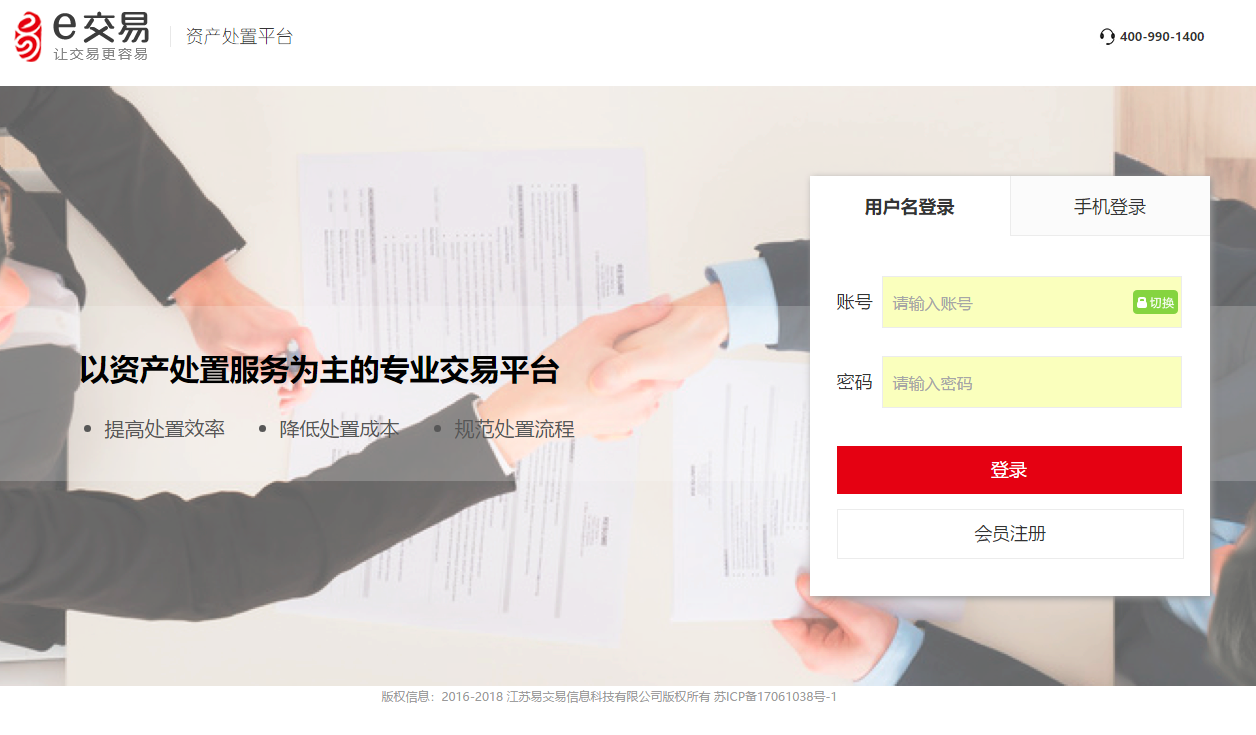 e交易
让交易更容易
资产处置平台
400-990-1400
用户名登录
手机登录
账号
请输入账号
切换
以资产处置服务为主的专业交易平台
密码
请输入密码
• 提高处置效率 • 降低处置成本 • 规范处置流程
登录
会员注册
版权信息：2016-2018 江苏易交易信息科技有限公司版权所有 苏ICP备17061038号-1